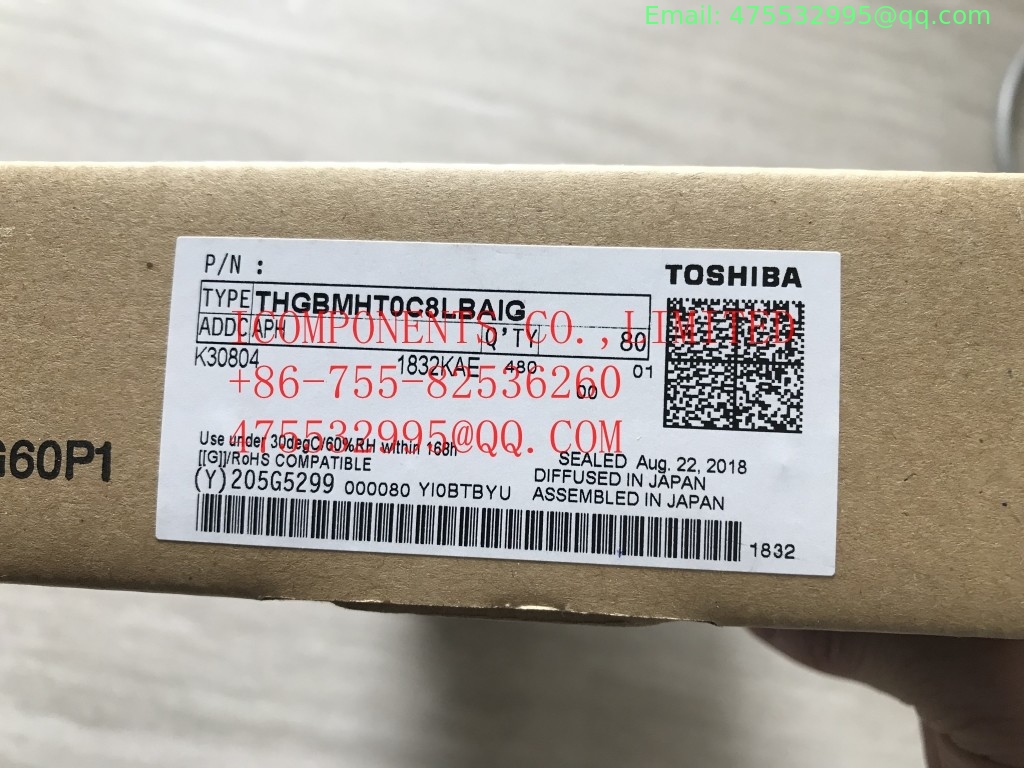 Email: 475532995@qq.com
P/N :
TOSHIBA
TYPE THGBMHT0C8LBAIG
ICOMPONENTS CO.,LIMITED
ADDC APH Q'TY 80
K30804 1832KAE 480 01
+86-755-82536260
00
475532995@QQ.COM
Use under 30degC/60%RH within 168h
SEALED Aug. 22, 2018
[[G]]/RoHS COMPATIBLE
DIFFUSED IN JAPAN
(Y)205G5299 000080 YI0BTBYU
ASSEMBLED IN JAPAN
1832
G60P1